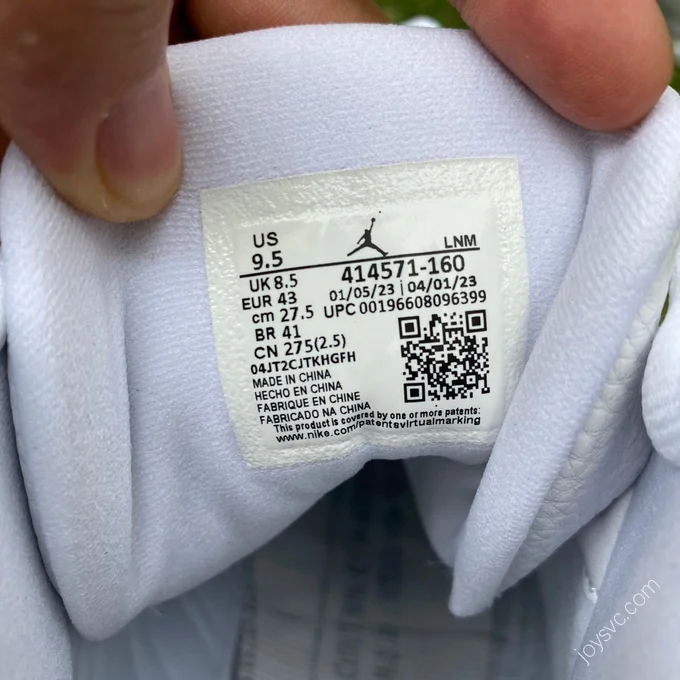 US
9.5
LNM
UK 8.5
414571-160
EUR 43
01/05/23 | 04/01/23
cm 27.5
UPC 00196608096399
BR 41
CN 275(2.5)
04JT2CJTKHGFH
MADE IN CHINA
HECHO EN CHINA
FABRIQUE EN CHINE
FABRICADO NA CHINA
This product is covered by one or more patents:
www.nike.com/patentsvirtualmarking
joysvc.com